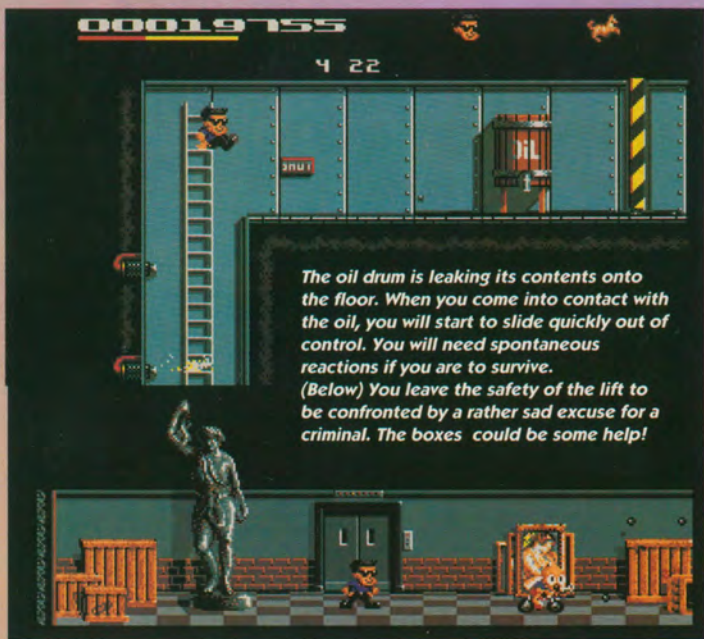 00019755
4 22
OiL
The oil drum is leaking its contents onto
the floor. When you come into contact with
the oil, you will start to slide quickly out of
control. You will need spontaneous
reactions if you are to survive.
(Below) You leave the safety of the lift to
be confronted by a rather sad excuse for a
criminal. The boxes could be some help!
L L